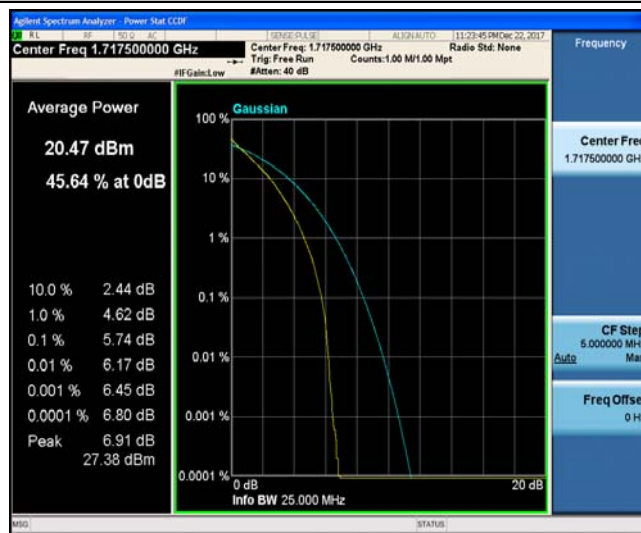 Agilent Spectrum Analyzer - Power Stat CCDF
RL RF 50 Ω AC SENSE:PULSE ALIGN AUTO 11:23:45 PM Dec 22, 2017
Center Freq 1.717500000 GHz
Center Freq: 1.717500000 GHz Radio Std: None
Trig: Free Run Counts:1.00 M/1.00 Mpt
#IFGain:Low #Atten: 40 dB
Frequency
Average Power
20.47 dBm
45.64 % at 0dB
10.0 % 2.44 dB
1.0 % 4.62 dB
0.1 % 5.74 dB
0.01 % 6.17 dB
0.001 % 6.45 dB
0.0001 % 6.80 dB
Peak 6.91 dB
27.38 dBm
Gaussian
100 %
10 %
1 %
0.1 %
0.01 %
0.001 %
0.0001 %
0 dB 20 dB
Info BW 25.000 MHz
Center Fre
1.717500000 GH
CF Ste
5.000000 MH
Auto Ma
Freq Offse
0 H
MSG STATUS